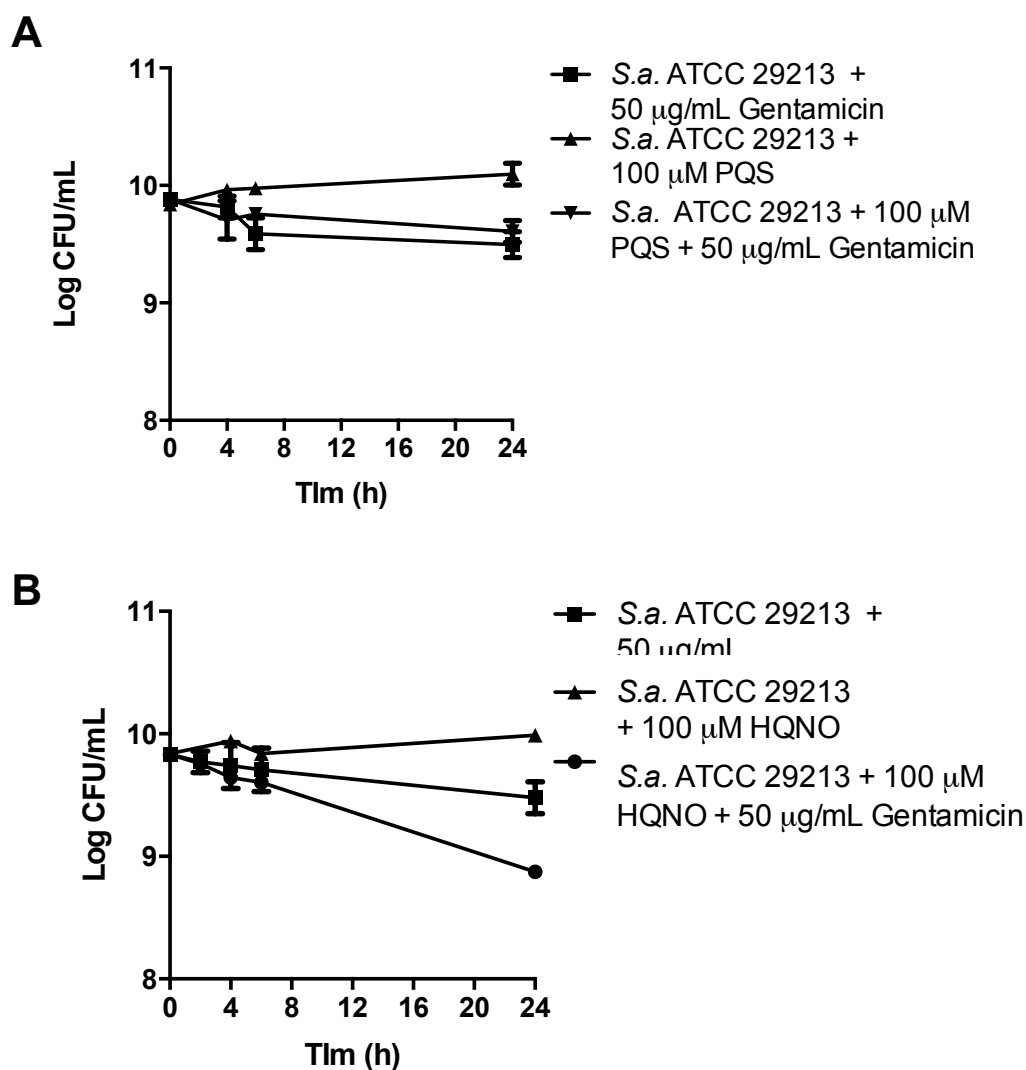 A
11
10
9
8
0 4 8 12 16 20 24
Log CFU/mL
TIm (h)
S.a. ATCC 29213 +
50 μg/mL Gentamicin
S.a. ATCC 29213 +
100 μM PQS
S.a. ATCC 29213 + 100 μM
PQS + 50 μg/mL Gentamicin
B
11
10
9
8
0 4 8 12 16 20 24
Log CFU/mL
TIm (h)
S.a. ATCC 29213 +
50 μg/mL
S.a. ATCC 29213
+ 100 μM HQNO
S.a. ATCC 29213 + 100 μM
HQNO + 50 μg/mL Gentamicin